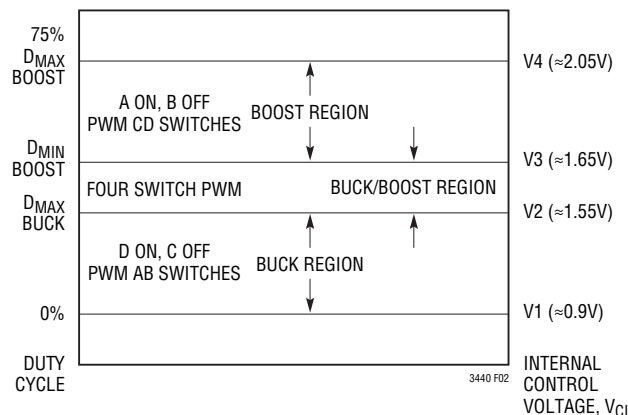 75%
DMAX
BOOST
V4 (≈2.05V)
A ON, B OFF
PWM CD SWITCHES
BOOST REGION
DMIN
BOOST
V3 (≈1.65V)
FOUR SWITCH PWM
BUCK/BOOST REGION
DMAX
BUCK
V2 (≈1.55V)
D ON, C OFF
PWM AB SWITCHES
BUCK REGION
0%
V1 (≈0.9V)
DUTY
CYCLE
3440 F02
INTERNAL
CONTROL
VOLTAGE, VCI